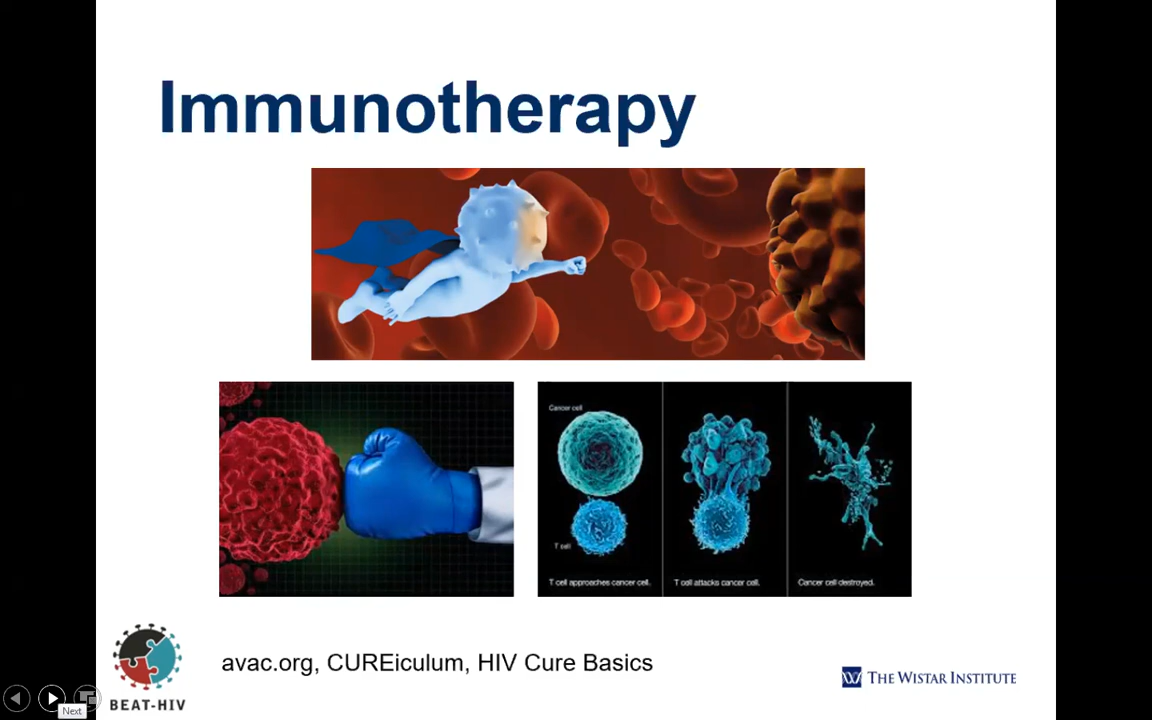 Immunotherapy
Cancer cell
T cell
T cell approaches cancer cell.
T cell attacks cancer cell.
Cancer cell destroyed.
avac.org, CUREiculum, HIV Cure Basics
BEAT-HIV
W THE WISTAR INSTITUTE
Next